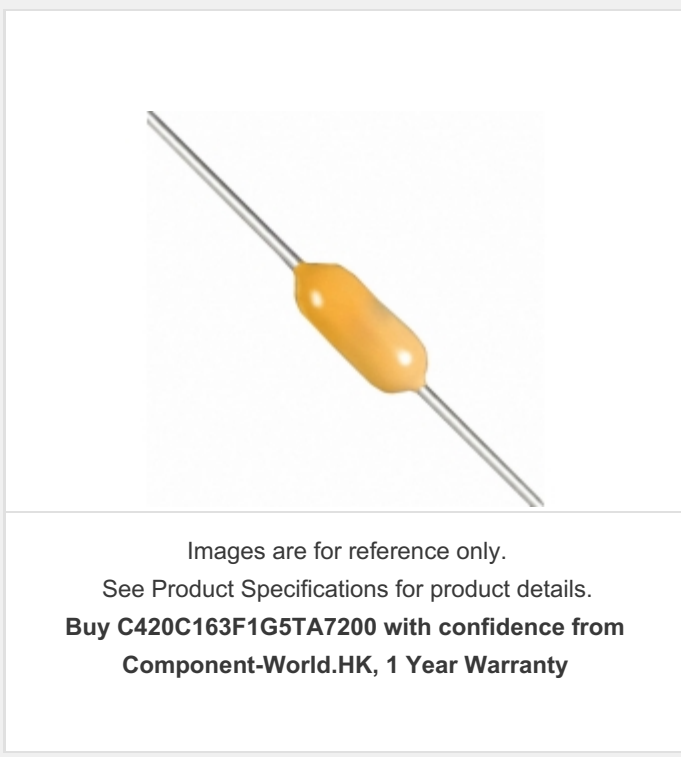 Images are for reference only.
See Product Specifications for product details.
Buy C420C163F1G5TA7200 with confidence from
Component-World.HK, 1 Year Warranty